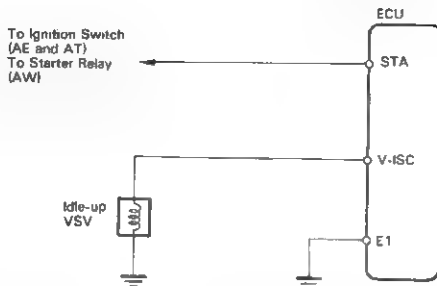 ECU
To Ignition Switch
(AE and AT)
To Starter Relay
(AW)
STA
V-ISC
Idle-up
VSV
E1